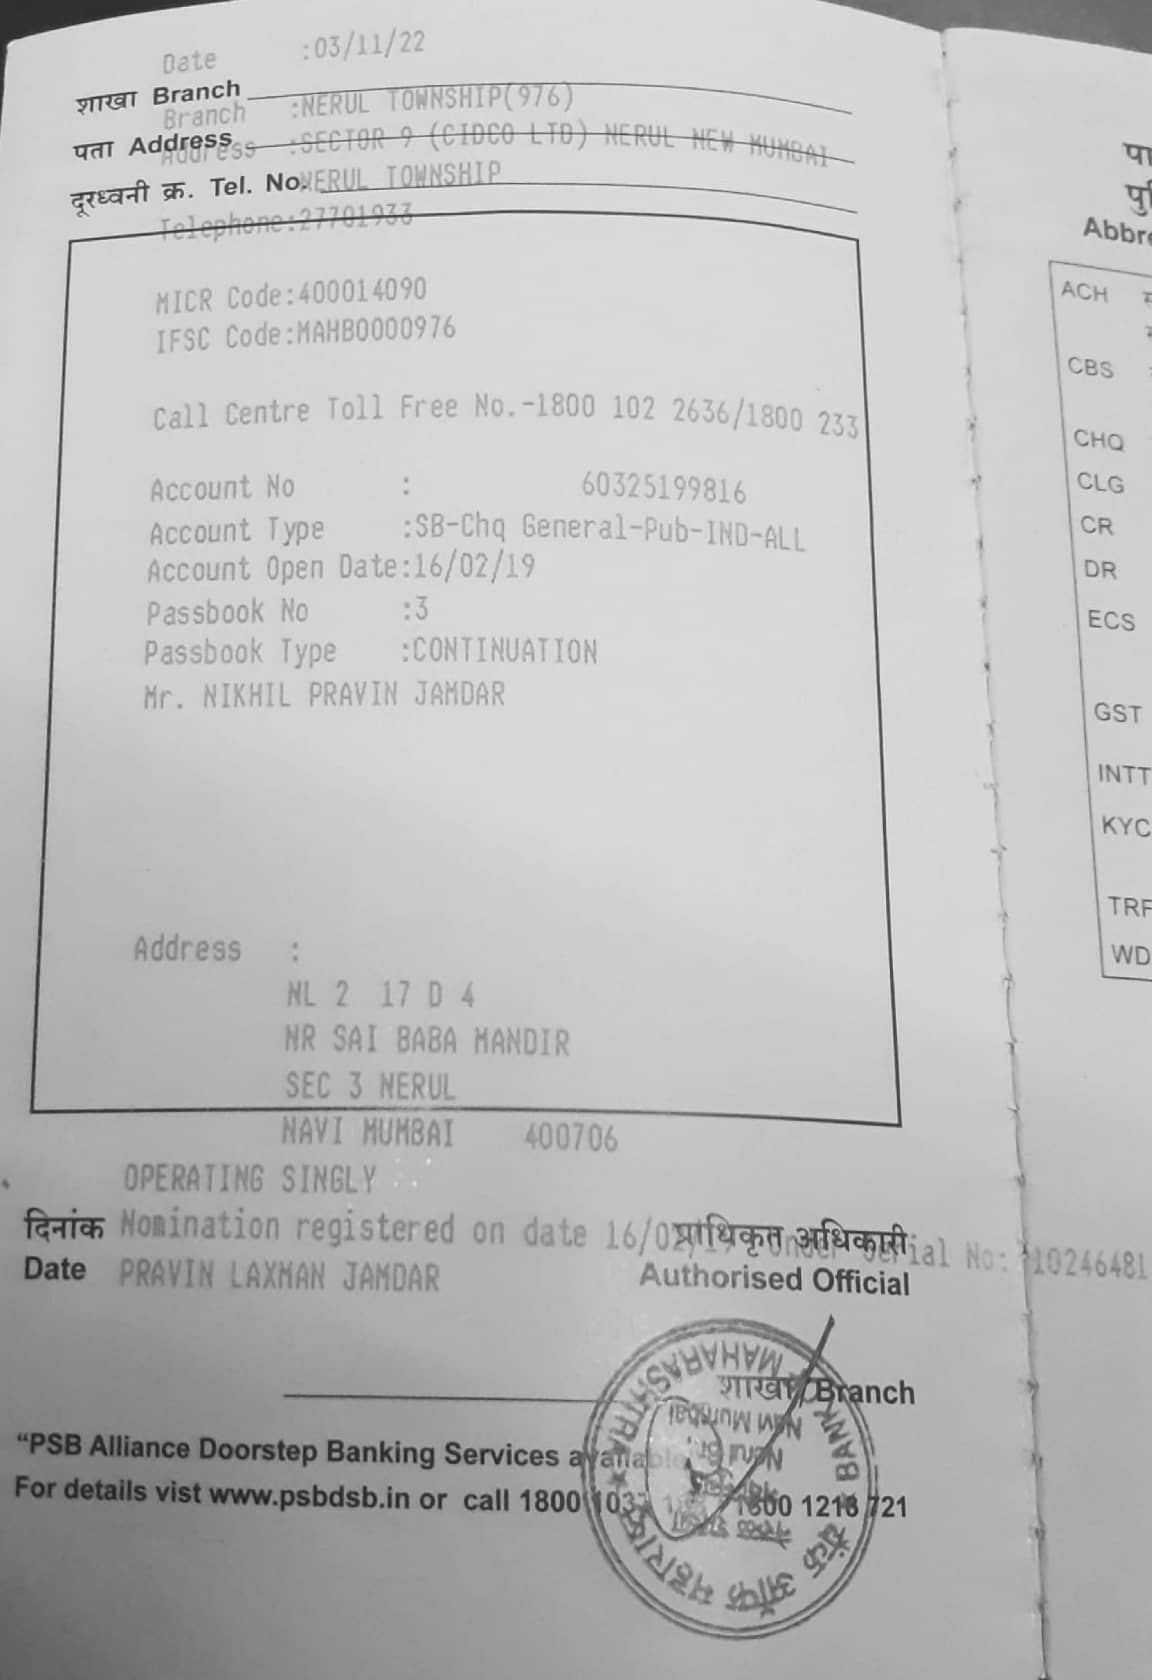 Date :03/11/22
शाखा Branch
Branch :NERUL TOWNSHIP(976)
पता Address
Address :SECTOR 9 (CIDCO LTD) NERUL NEW MUMBAI
दूरध्वनी क्र. Tel. No.
NERUL TOWNSHIP
Telephone:27701933
MICR Code:400014090
IFSC Code:MAHB0000976
Call Centre Toll Free No.-1800 102 2636/1800 233
Account No : 60325199816
Account Type :SB-Chq General-Pub-IND-ALL
Account Open Date:16/02/19
Passbook No :3
Passbook Type :CONTINUATION
Mr. NIKHIL PRAVIN JAMDAR
Address :
NL 2 17 D 4
NR SAI BABA MANDIR
SEC 3 NERUL
NAVI MUMBAI 400706
OPERATING SINGLY
Nomination registered on date 16/02/19 under Serial No: 10246481
दिनांक प्राधिकृत अधिकारी
Date Authorised Official
PRAVIN LAXMAN JAMDAR
शाखा/Branch
“PSB Alliance Doorstep Banking Services available
For details vist www.psbdsb.in or call 1800 103 1800 1213 721
BANK MAHARASHTRA
बैंक ऑफ महाराष्ट्र
Nerul Br.
Navi Mumbai
Abbre
ACH
CBS
CHQ
CLG
CR
DR
ECS
GST
INTT
KYC
TRF
WD